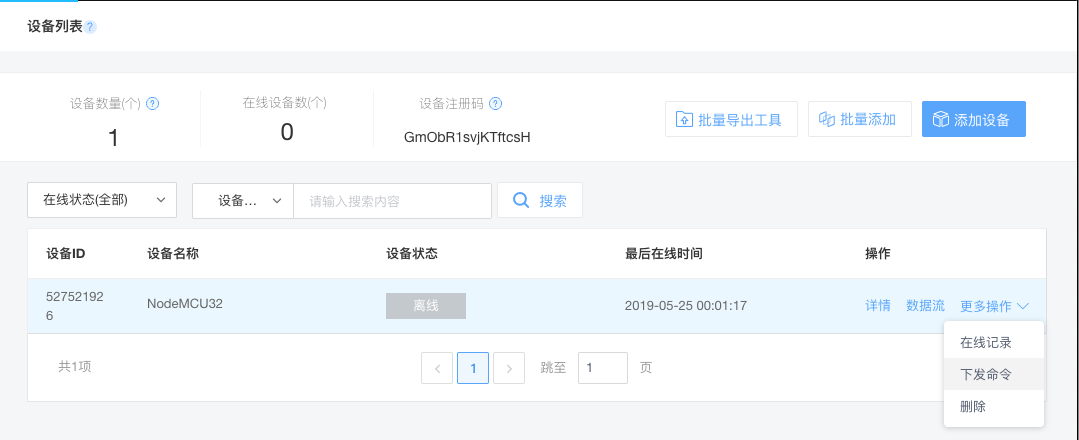 设备列表?
设备数量(个) ?
1
在线设备数(个)
0
设备注册码 ?
GmObR1svjKTftcsH
批量导出工具
批量添加
添加设备
在线状态(全部)
设备...
请输入搜索内容
搜索
设备ID 设备名称 设备状态 最后在线时间 操作
52752192
6
NodeMCU32
离线
2019-05-25 00:01:17
详情 数据流 更多操作
在线记录
下发命令
删除
共1项
< 1 > 跳至 1 页